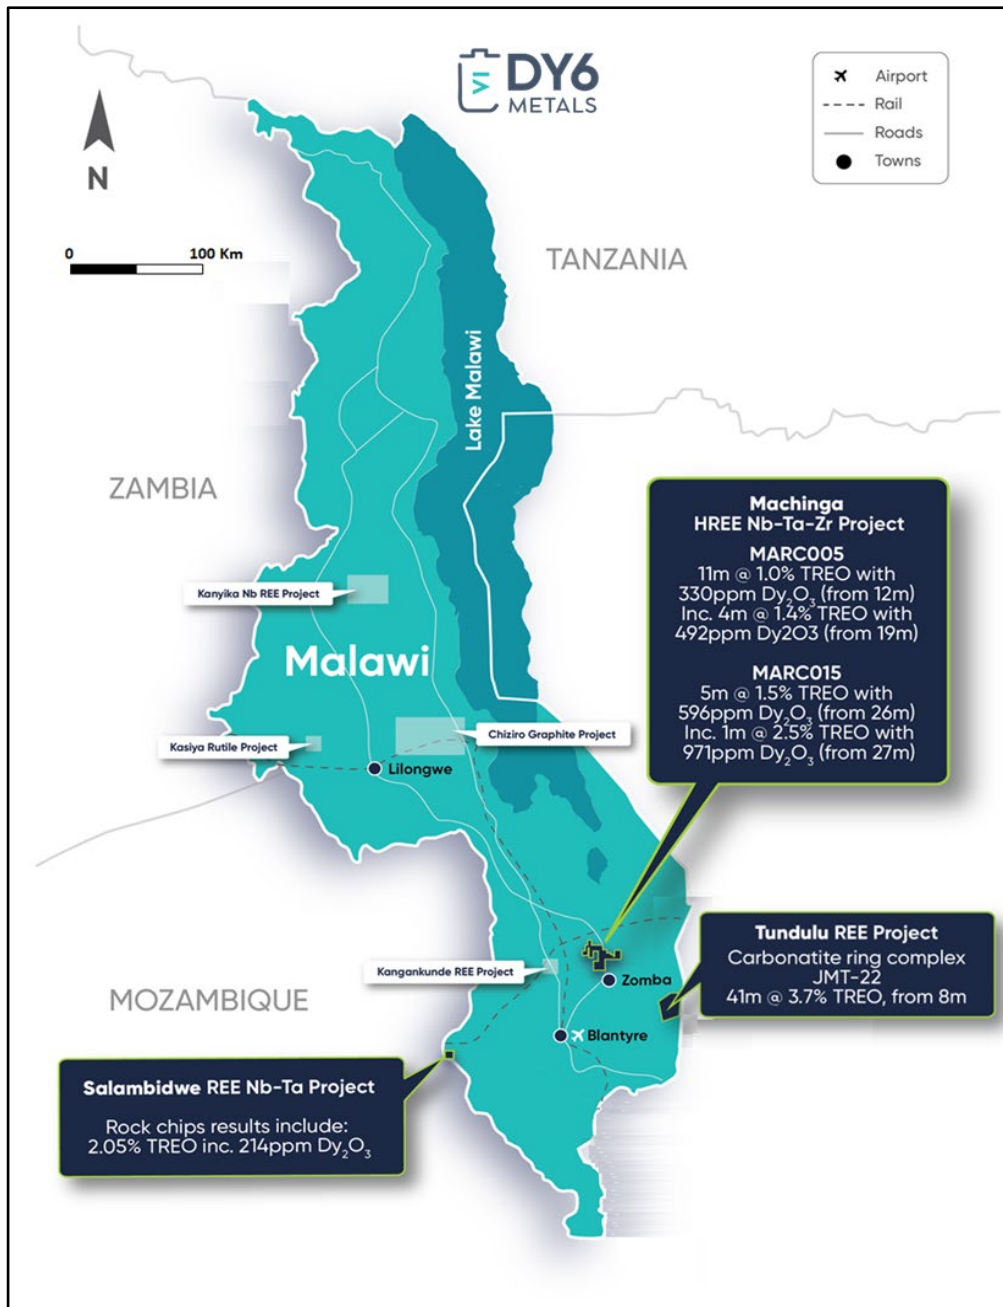 VI DY6
METALS
Airport
Rail
Roads
Towns
N
0 100 Km
TANZANIA
Lake Malawi
ZAMBIA
Machinga
HREE Nb-Ta-Zr Project
MARC005
11m @ 1.0% TREO with
330ppm Dy₂O₃ (from 12m)
Inc. 4m @ 1.4% TREO with
492ppm Dy2O3 (from 19m)
MARC015
5m @ 1.5% TREO with
596ppm Dy₂O₃ (from 26m)
Inc. 1m @ 2.5% TREO with
971ppm Dy₂O₃ (from 27m)
Kanyika Nb REE Project
Malawi
Kasiya Rutile Project
Chiziro Graphite Project
Lilongwe
Tundulu REE Project
Carbonatite ring complex
JMT-22
41m @ 3.7% TREO, from 8m
Kangankunde REE Project
Zomba
MOZAMBIQUE
Blantyre
Salambidwe REE Nb-Ta Project
Rock chips results include:
2.05% TREO inc. 214ppm Dy₂O₃